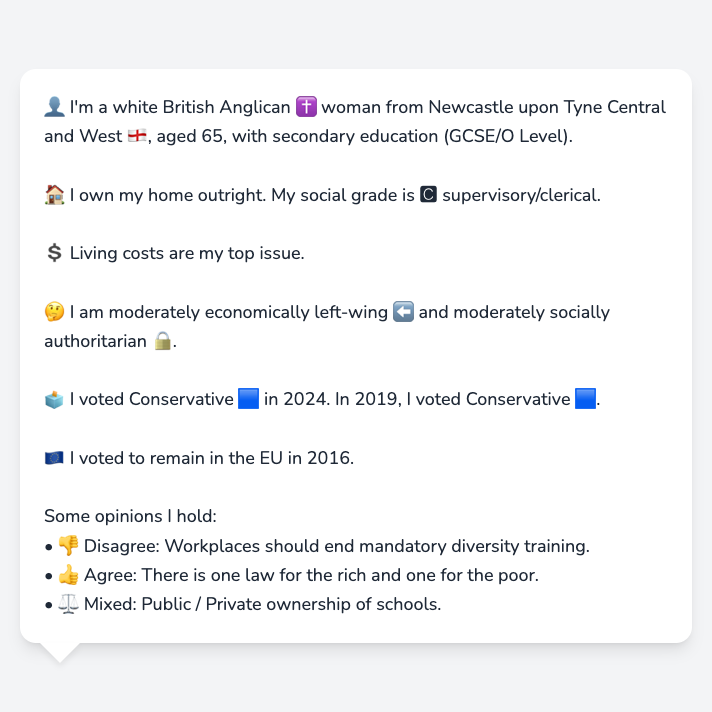 👤 I'm a white British Anglican ✝️ woman from Newcastle upon Tyne Central
and West 🏴󠁧󠁢󠁥󠁮󠁧󠁿, aged 65, with secondary education (GCSE/O Level).
🏠 I own my home outright. My social grade is 🅲 supervisory/clerical.
💲 Living costs are my top issue.
🤔 I am moderately economically left-wing ⬅️ and moderately socially
authoritarian 🔒.
🗳️ I voted Conservative 🟦 in 2024. In 2019, I voted Conservative 🟦.
🇪🇺 I voted to remain in the EU in 2016.
Some opinions I hold:
• 👎 Disagree: Workplaces should end mandatory diversity training.
• 👍 Agree: There is one law for the rich and one for the poor.
• ⚖️ Mixed: Public / Private ownership of schools.